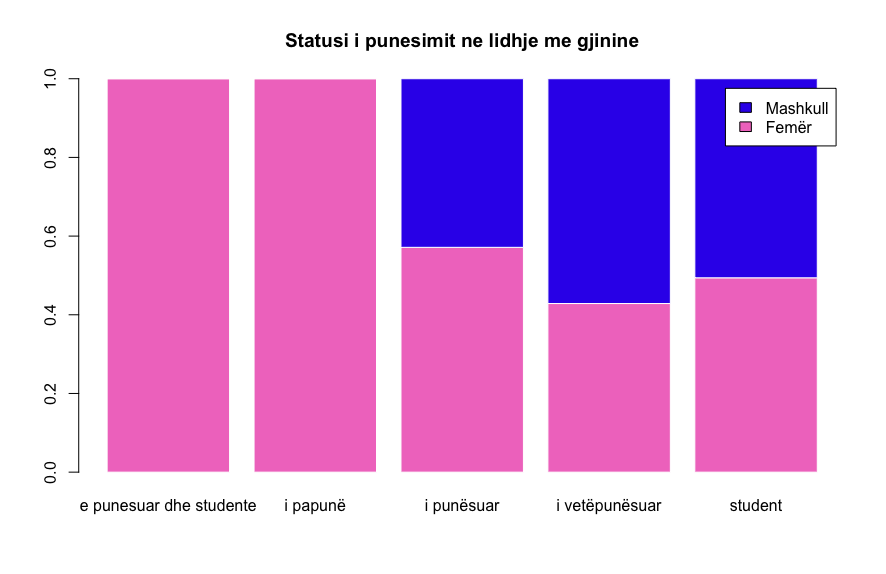 Statusi i punesimit ne lidhje me gjinine
1.0
0.8
0.6
0.4
0.2
0.0
Mashkull
Femër
e punesuar dhe studente
i papunë
i punësuar
i vetëpunësuar
student